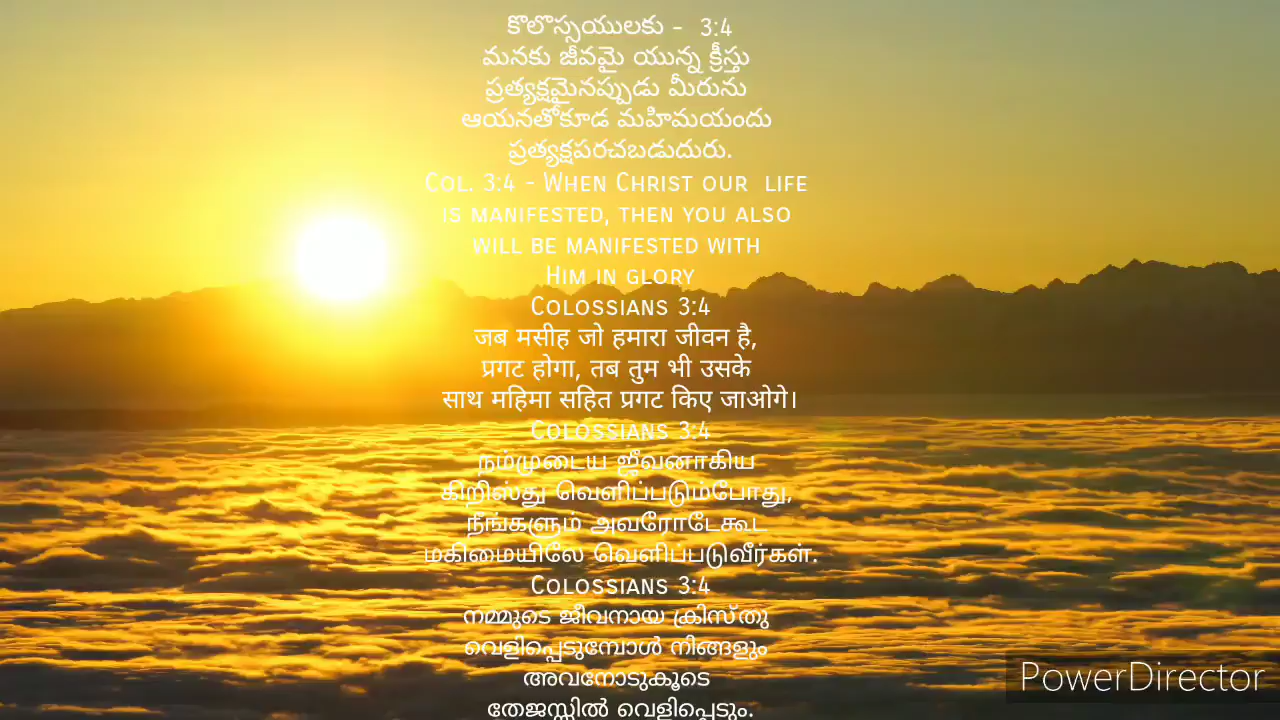 కొలొస్సయులకు -  3:4
మనకు జీవమై యున్న క్రీస్తు
ప్రత్యక్షమైనప్పుడు మీరును
ఆయనతోకూడ మహిమయందు
ప్రత్యక్షపరచబడుదురు.
Col. 3:4 - When Christ our  life
is manifested, then you also
will be manifested with
Him in glory
Colossians 3:4
जब मसीह जो हमारा जीवन है,
प्रगट होगा, तब तुम भी उसके
साथ महिमा सहित प्रगट किए जाओगे।
Colossians 3:4
நம்முடைய ஜீவனாகிய
கிறிஸ்து வெளிப்படும்போது,
நீங்களும் அவரோடேகூட
மகிமையிலே வெளிப்படுவீர்கள்.
Colossians 3:4
നമ്മുടെ ജീവനായ ക്രിസ്തു
വെളിപ്പെടുമ്പോൾ നിങ്ങളും
അവനോടുകൂടെ
തേജസ്സിൽ വെളിപ്പെടും.
PowerDirector